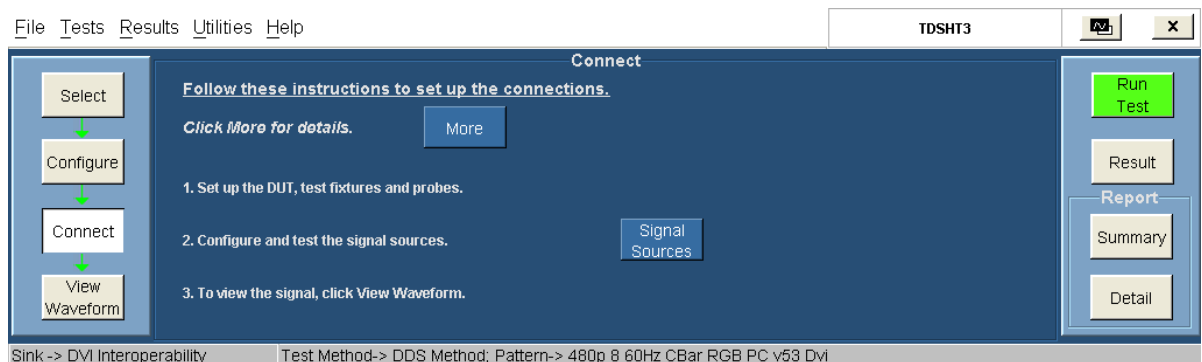 File Tests Results Utilities Help
TDSHT3
x
Connect
Select
Configure
Connect
View
Waveform
Follow these instructions to set up the connections.
Click More for details.
More
1. Set up the DUT, test fixtures and probes.
2. Configure and test the signal sources.
Signal
Sources
3. To view the signal, click View Waveform.
Run
Test
Result
Report
Summary
Detail
Sink -> DVI Interoperability
Test Method-> DDS Method; Pattern-> 480p 8 60Hz CBar RGB PC v53 Dvi